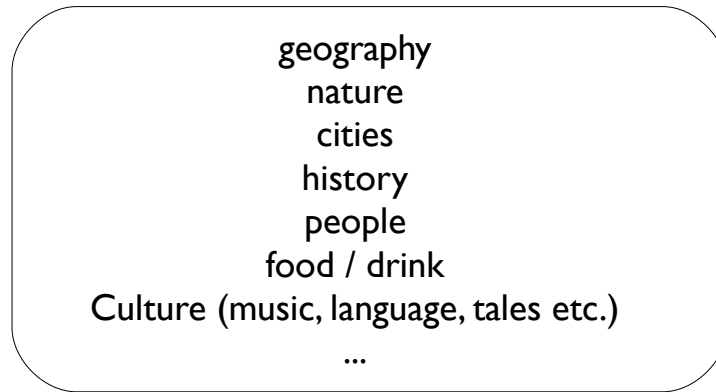 geography
nature
cities
history
people
food / drink
Culture (music, language, tales etc.)
...